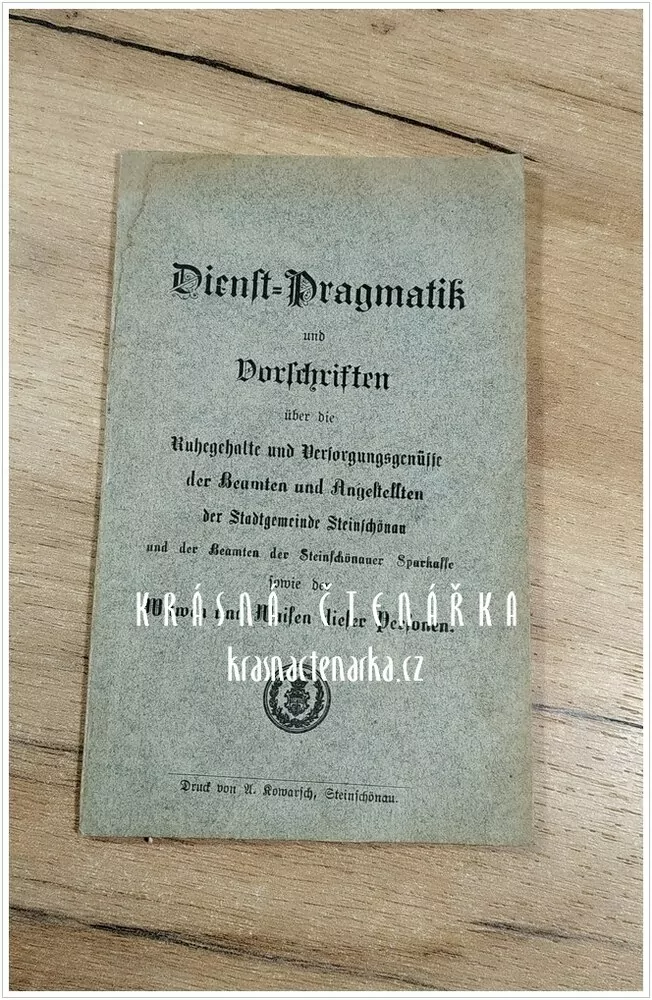 Dienst=Pragmatik
und
Vorschriften
über die
Ruhegehalte und Versorgungsgenüsse
der Beamten und Angestellten
der Stadtgemeinde Steinschönau
und der Beamten der Steinschönauer Sparkasse
sowie der
KRÁSNÁ ČTENÁŘKA
Witwen und Waisen dieser Personen.
krasnactenarka.cz
Druck von A. Kowarsch, Steinschönau.